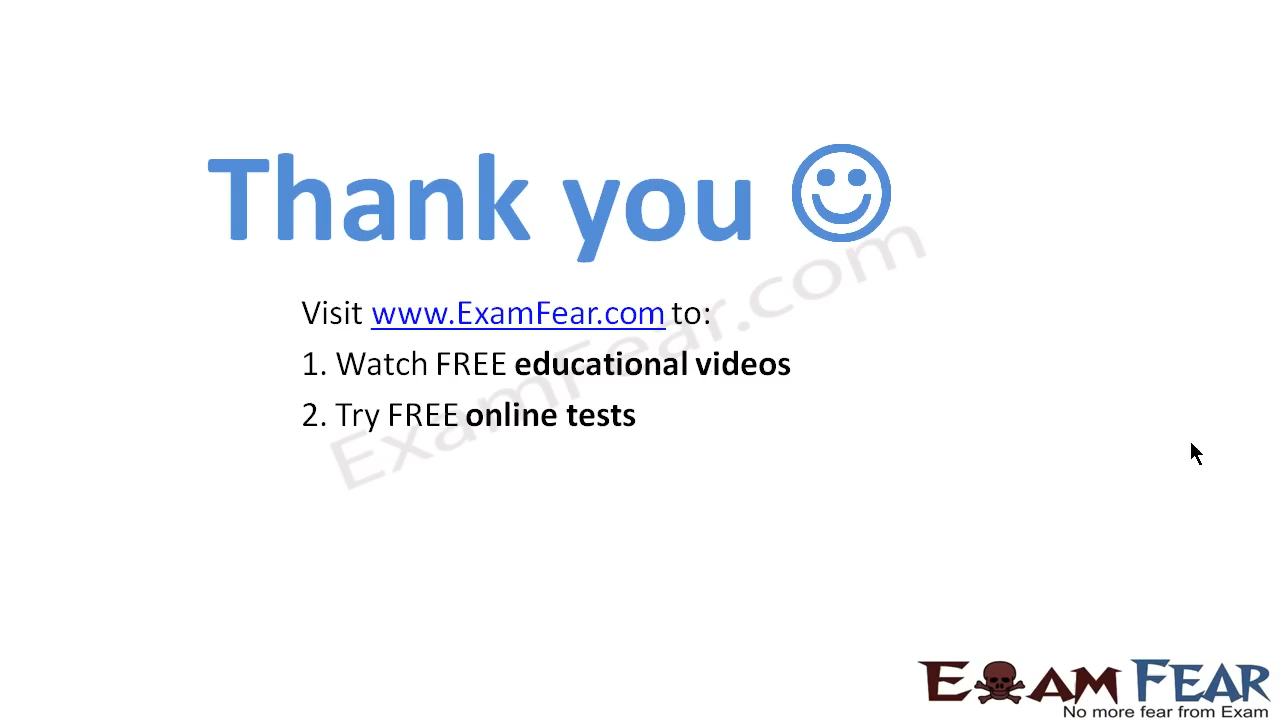 Thank you
Visit www.ExamFear.com to:
1. Watch FREE educational videos
2. Try FREE online tests
ExamFear.com
EXAM FEAR
No more fear from Exam